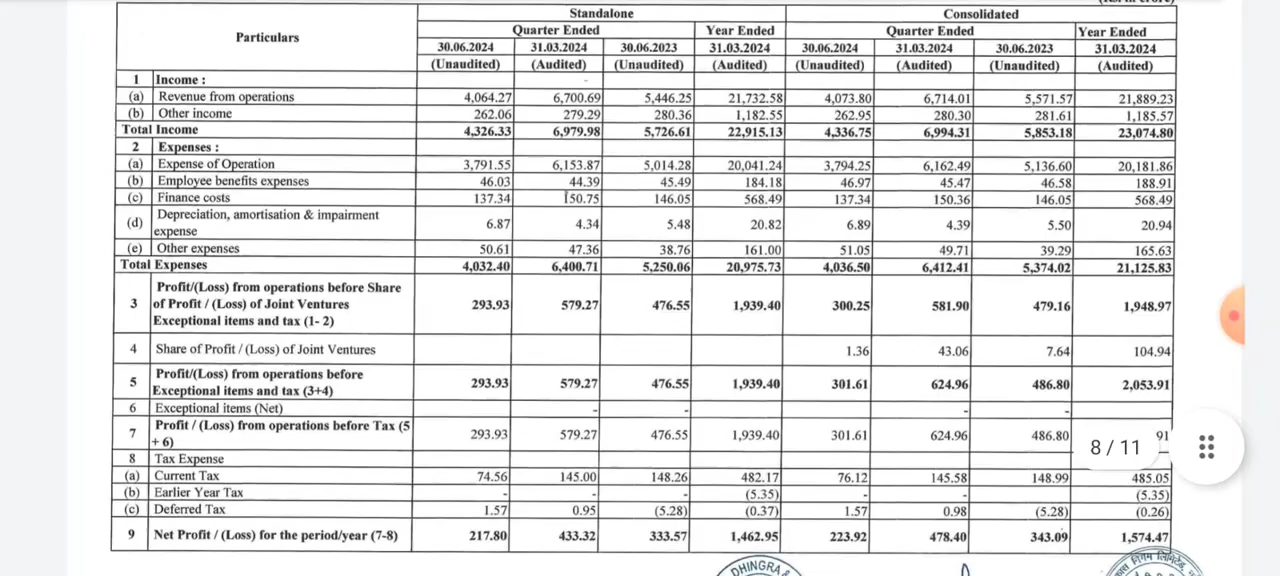 Particulars Standalone Consolidated
Quarter Ended Year Ended Quarter Ended Year Ended
30.06.2024 31.03.2024 30.06.2023 31.03.2024 30.06.2024 31.03.2024 30.06.2023 31.03.2024
(Unaudited) (Audited) (Unaudited) (Audited) (Unaudited) (Audited) (Unaudited) (Audited)
1 Income : -
(a) Revenue from operations 4,064.27 6,700.69 5,446.25 21,732.58 4,073.80 6,714.01 5,571.57 21,889.23
(b) Other income 262.06 279.29 280.36 1,182.55 262.95 280.30 281.61 1,185.57
Total Income 4,326.33 6,979.98 5,726.61 22,915.13 4,336.75 6,994.31 5,853.18 23,074.80
2 Expenses :
(a) Expense of Operation 3,791.55 6,153.87 5,014.28 20,041.24 3,794.25 6,162.49 5,136.60 20,181.86
(b) Employee benefits expenses 46.03 44.39 45.49 184.18 46.97 45.47 46.58 188.91
(c) Finance costs 137.34 150.75 146.05 568.49 137.34 150.36 146.05 568.49
(d) Depreciation, amortisation & impairment
expense 6.87 4.34 5.48 20.82 6.89 4.39 5.50 20.94
(e) Other expenses 50.61 47.36 38.76 161.00 51.05 49.71 39.29 165.63
Total Expenses 4,032.40 6,400.71 5,250.06 20,975.73 4,036.50 6,412.41 5,374.02 21,125.83
Profit/(Loss) from operations before Share
3 of Profit / (Loss) of Joint Ventures 293.93 579.27 476.55 1,939.40 300.25 581.90 479.16 1,948.97
Exceptional items and tax (1- 2)
4 Share of Profit / (Loss) of Joint Ventures 1.36 43.06 7.64 104.94
5 Profit/(Loss) from operations before 293.93 579.27 476.55 1,939.40 301.61 624.96 486.80 2,053.91
Exceptional items and tax (3+4)
6 Exceptional items (Net) - - - -
7 Profit / (Loss) from operations before Tax (5 293.93 579.27 476.55 1,939.40 301.61 624.96 486.80 91
+ 6)
8 / 11
8 Tax Expense
(a) Current Tax 74.56 145.00 148.26 482.17 76.12 145.58 148.99 485.05
(b) Earlier Year Tax - - - (5.35) - - (5.35)
(c) Deferred Tax 1.57 0.95 (5.28) (0.37) 1.57 0.98 (5.28) (0.26)
9 Net Profit / (Loss) for the period/year (7-8) 217.80 433.32 333.57 1,462.95 223.92 478.40 343.09 1,574.47
DHINGRA &
निगम लिमिटेड